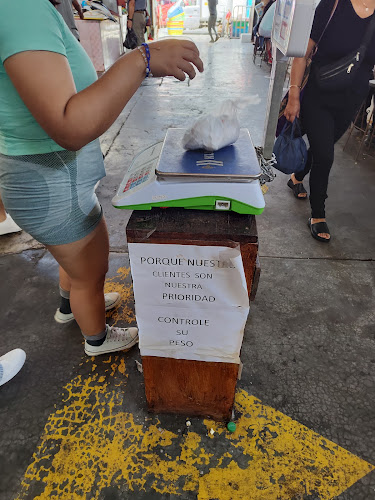 PORQUE NUESTROS
CLIENTES SON
NUESTRA
PRIORIDAD
CONTROLE
SU
PESO